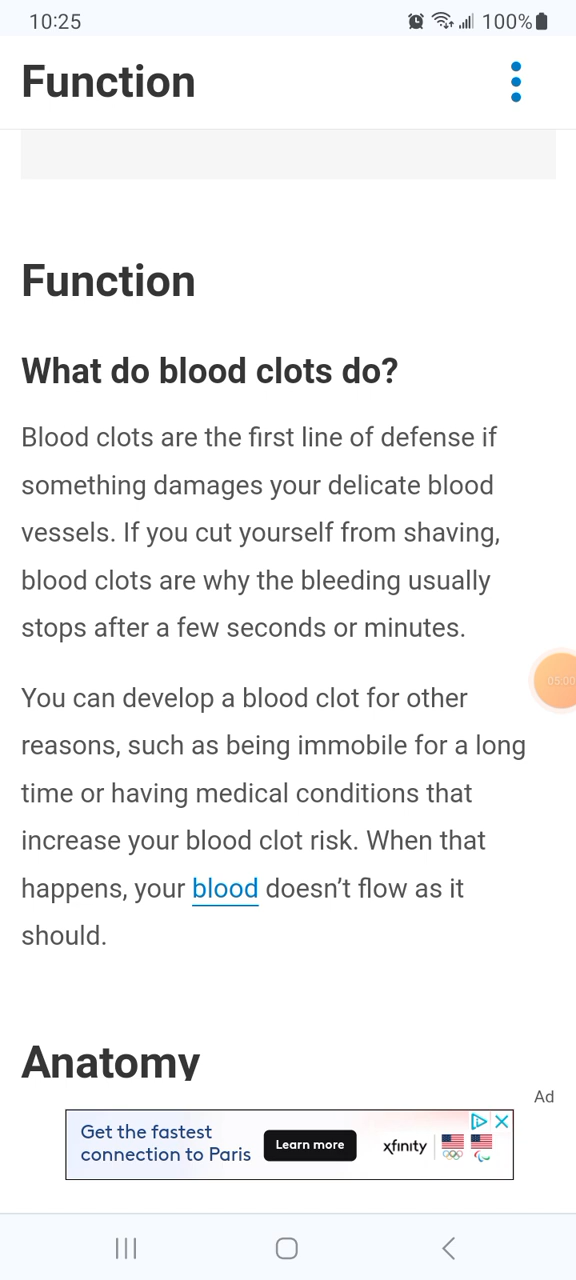 10:25
100%
Function
Function
What do blood clots do?
Blood clots are the first line of defense if
something damages your delicate blood
vessels. If you cut yourself from shaving,
blood clots are why the bleeding usually
stops after a few seconds or minutes.
05:00
You can develop a blood clot for other
reasons, such as being immobile for a long
time or having medical conditions that
increase your blood clot risk. When that
happens, your blood doesn’t flow as it
should.
Anatomy
Ad
Get the fastest
connection to Paris
Learn more
xfinity